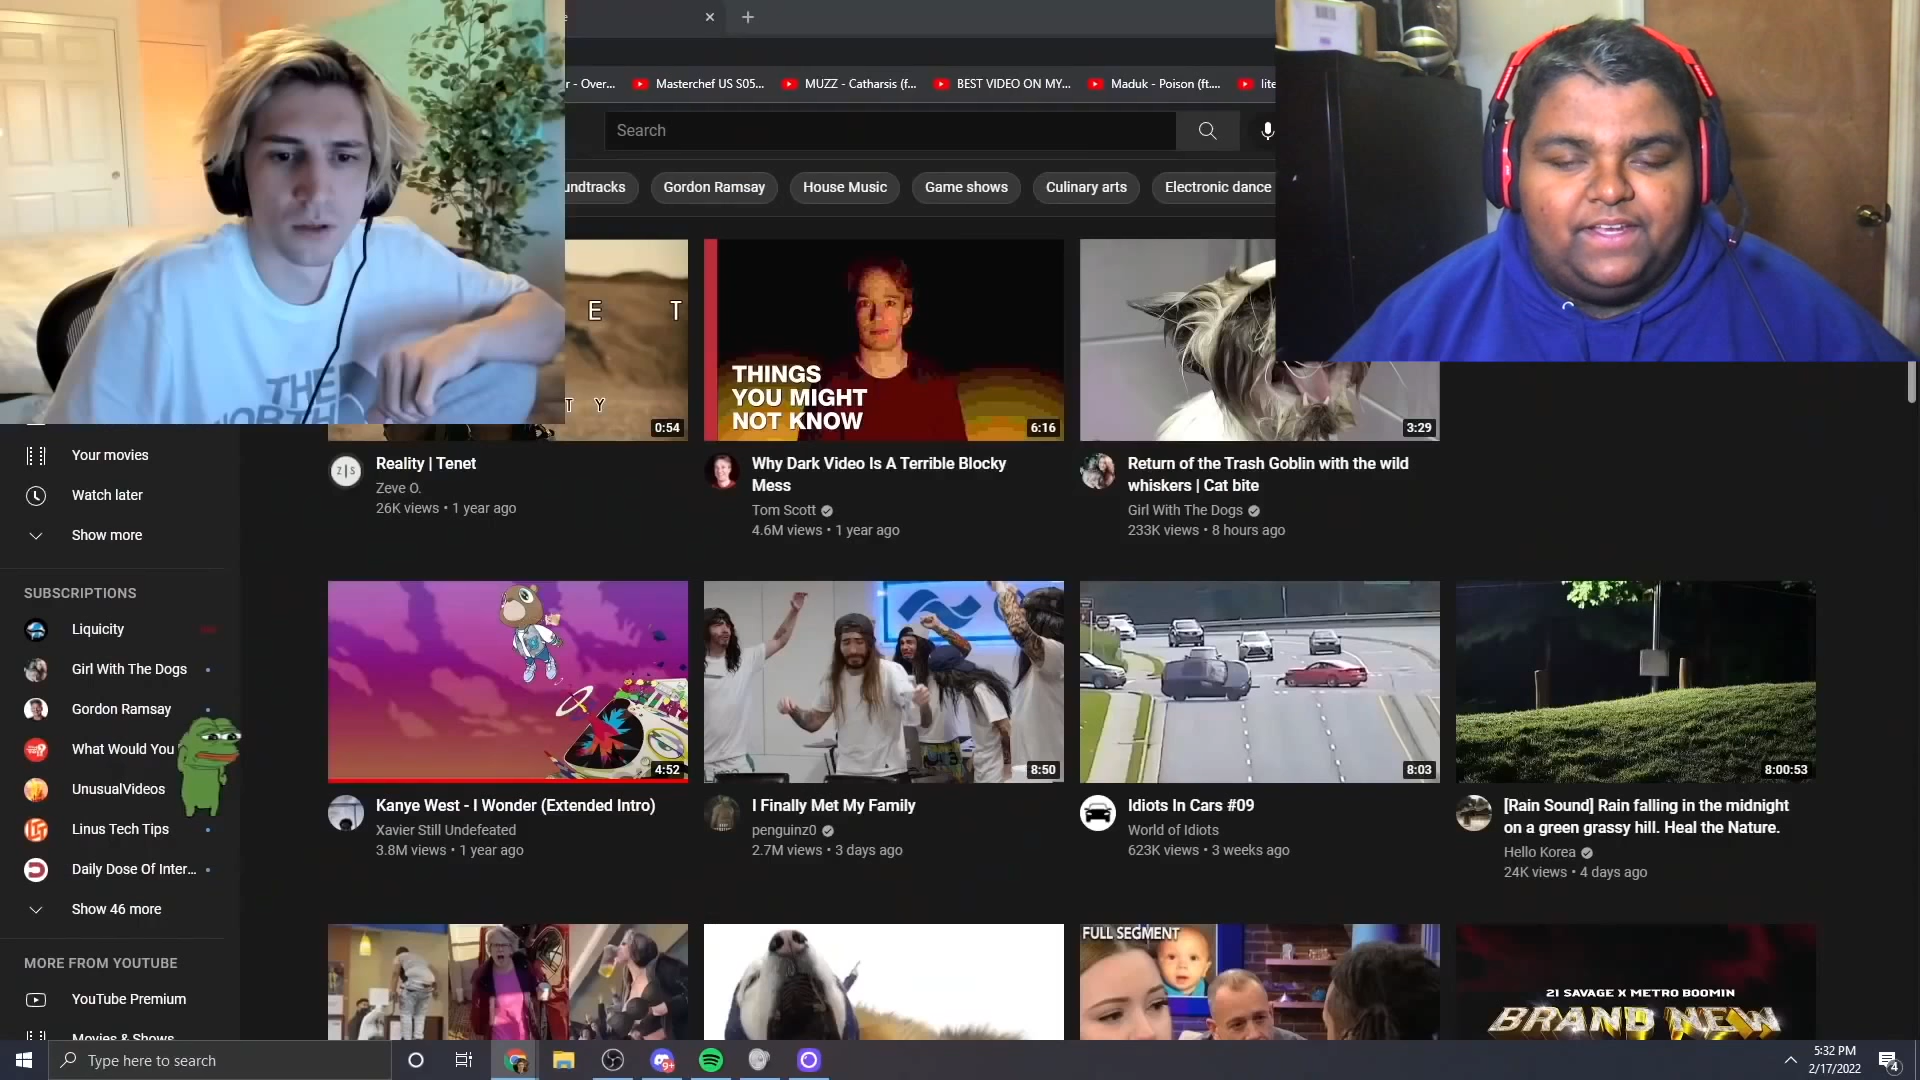 r - Over...
Masterchef US S05...
MUZZ - Catharsis (f...
BEST VIDEO ON MY...
Maduk - Poison (ft....
lite
Search
undtracks
Gordon Ramsay
House Music
Game shows
Culinary arts
Electronic dance
E T
T Y
0:54
THINGS
YOU MIGHT
NOT KNOW
6:16
3:29
THE
NORTH
Your movies
Watch later
Show more
Z|S
Reality | Tenet
Zeve O.
26K views • 1 year ago
Why Dark Video Is A Terrible Blocky
Mess
Tom Scott
4.6M views • 1 year ago
Return of the Trash Goblin with the wild
whiskers | Cat bite
Girl With The Dogs
233K views • 8 hours ago
SUBSCRIPTIONS
Liquicity
Girl With The Dogs
Gordon Ramsay
What Would You
UnusualVideos
Linus Tech Tips
Daily Dose Of Inter...
Show 46 more
4:52
8:50
8:03
8:00:53
Kanye West - I Wonder (Extended Intro)
Xavier Still Undefeated
3.8M views • 1 year ago
I Finally Met My Family
penguinz0
2.7M views • 3 days ago
Idiots In Cars #09
World of Idiots
623K views • 3 weeks ago
[Rain Sound] Rain falling in the midnight
on a green grassy hill. Heal the Nature.
Hello Korea
24K views • 4 days ago
MORE FROM YOUTUBE
YouTube Premium
Movies & Shows
FULL SEGMENT
21 SAVAGE X METRO BOOMIN
BRAND NEW
Type here to search
9+
5:32 PM
2/17/2022
4